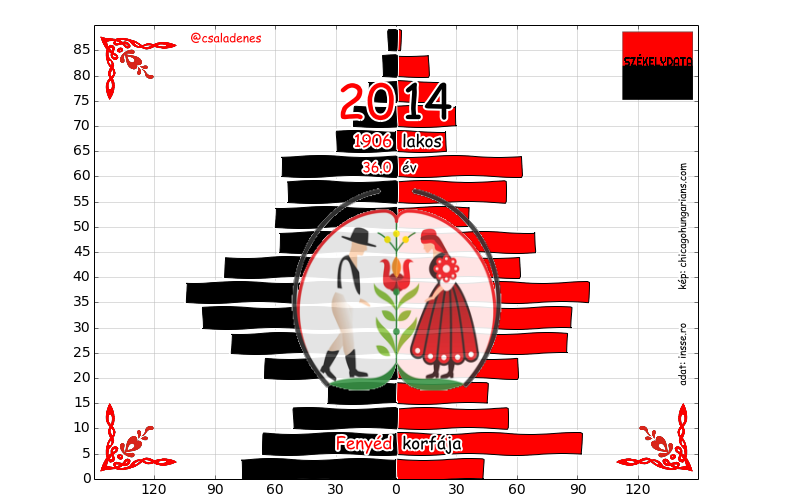 @csaladenes
SZÉKELYDATA
2014
1906 lakos
36.0 év
kép: chicagohungarians.com
adat: insse.ro
Fenyéd korfája
85
80
75
70
65
60
55
50
45
40
35
30
25
20
15
10
5
0
120 90 60 30 0 30 60 90 120